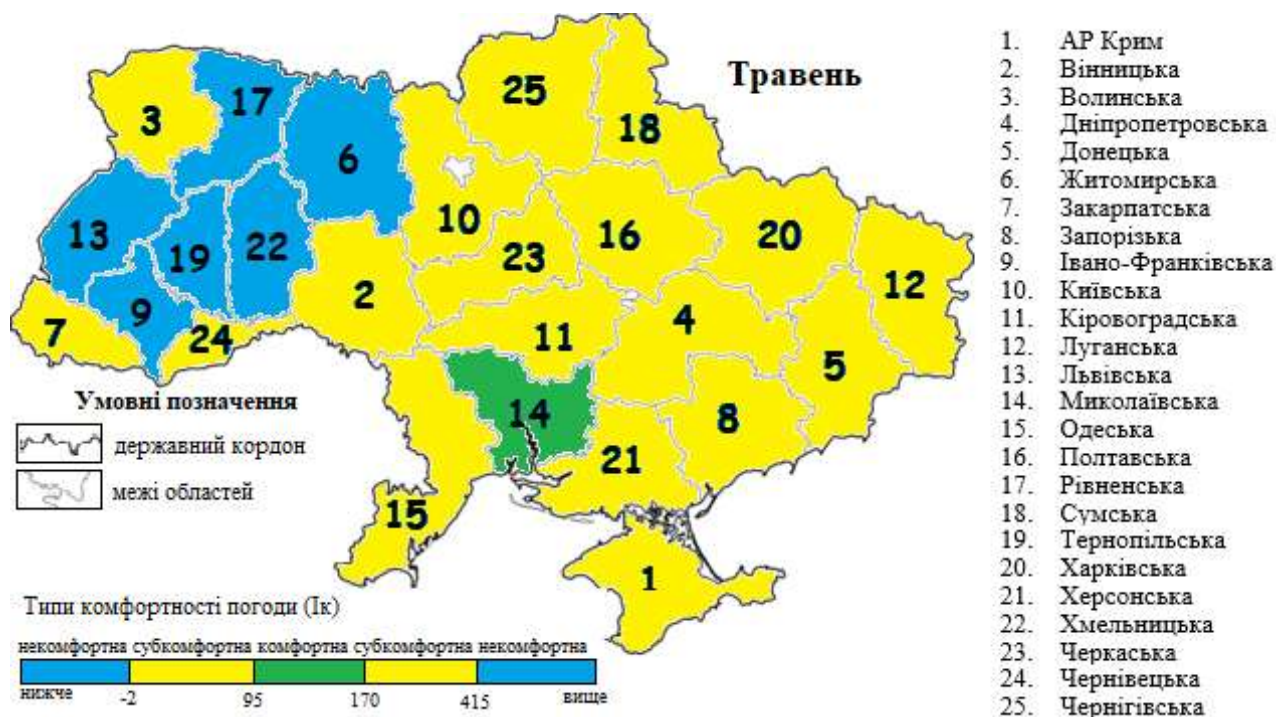 Травень
25
17
3
18
6
10
16
20
13
19
22
23
12
2
9
7
24
11
4
5
14
8
21
15
1
Умовні позначення
державний кордон
межі областей
Типи комфортності погоди (Ік)
некомфортна субкомфортна комфортна субкомфортна некомфортна
нижче -2 95 170 415 вище
1. АР Крим
2. Вінницька
3. Волинська
4. Дніпропетровська
5. Донецька
6. Житомирська
7. Закарпатська
8. Запорізька
9. Івано-Франківська
10. Київська
11. Кіровоградська
12. Луганська
13. Львівська
14. Миколаївська
15. Одеська
16. Полтавська
17. Рівненська
18. Сумська
19. Тернопільська
20. Харківська
21. Херсонська
22. Хмельницька
23. Черкаська
24. Чернівецька
25. Чернігівська